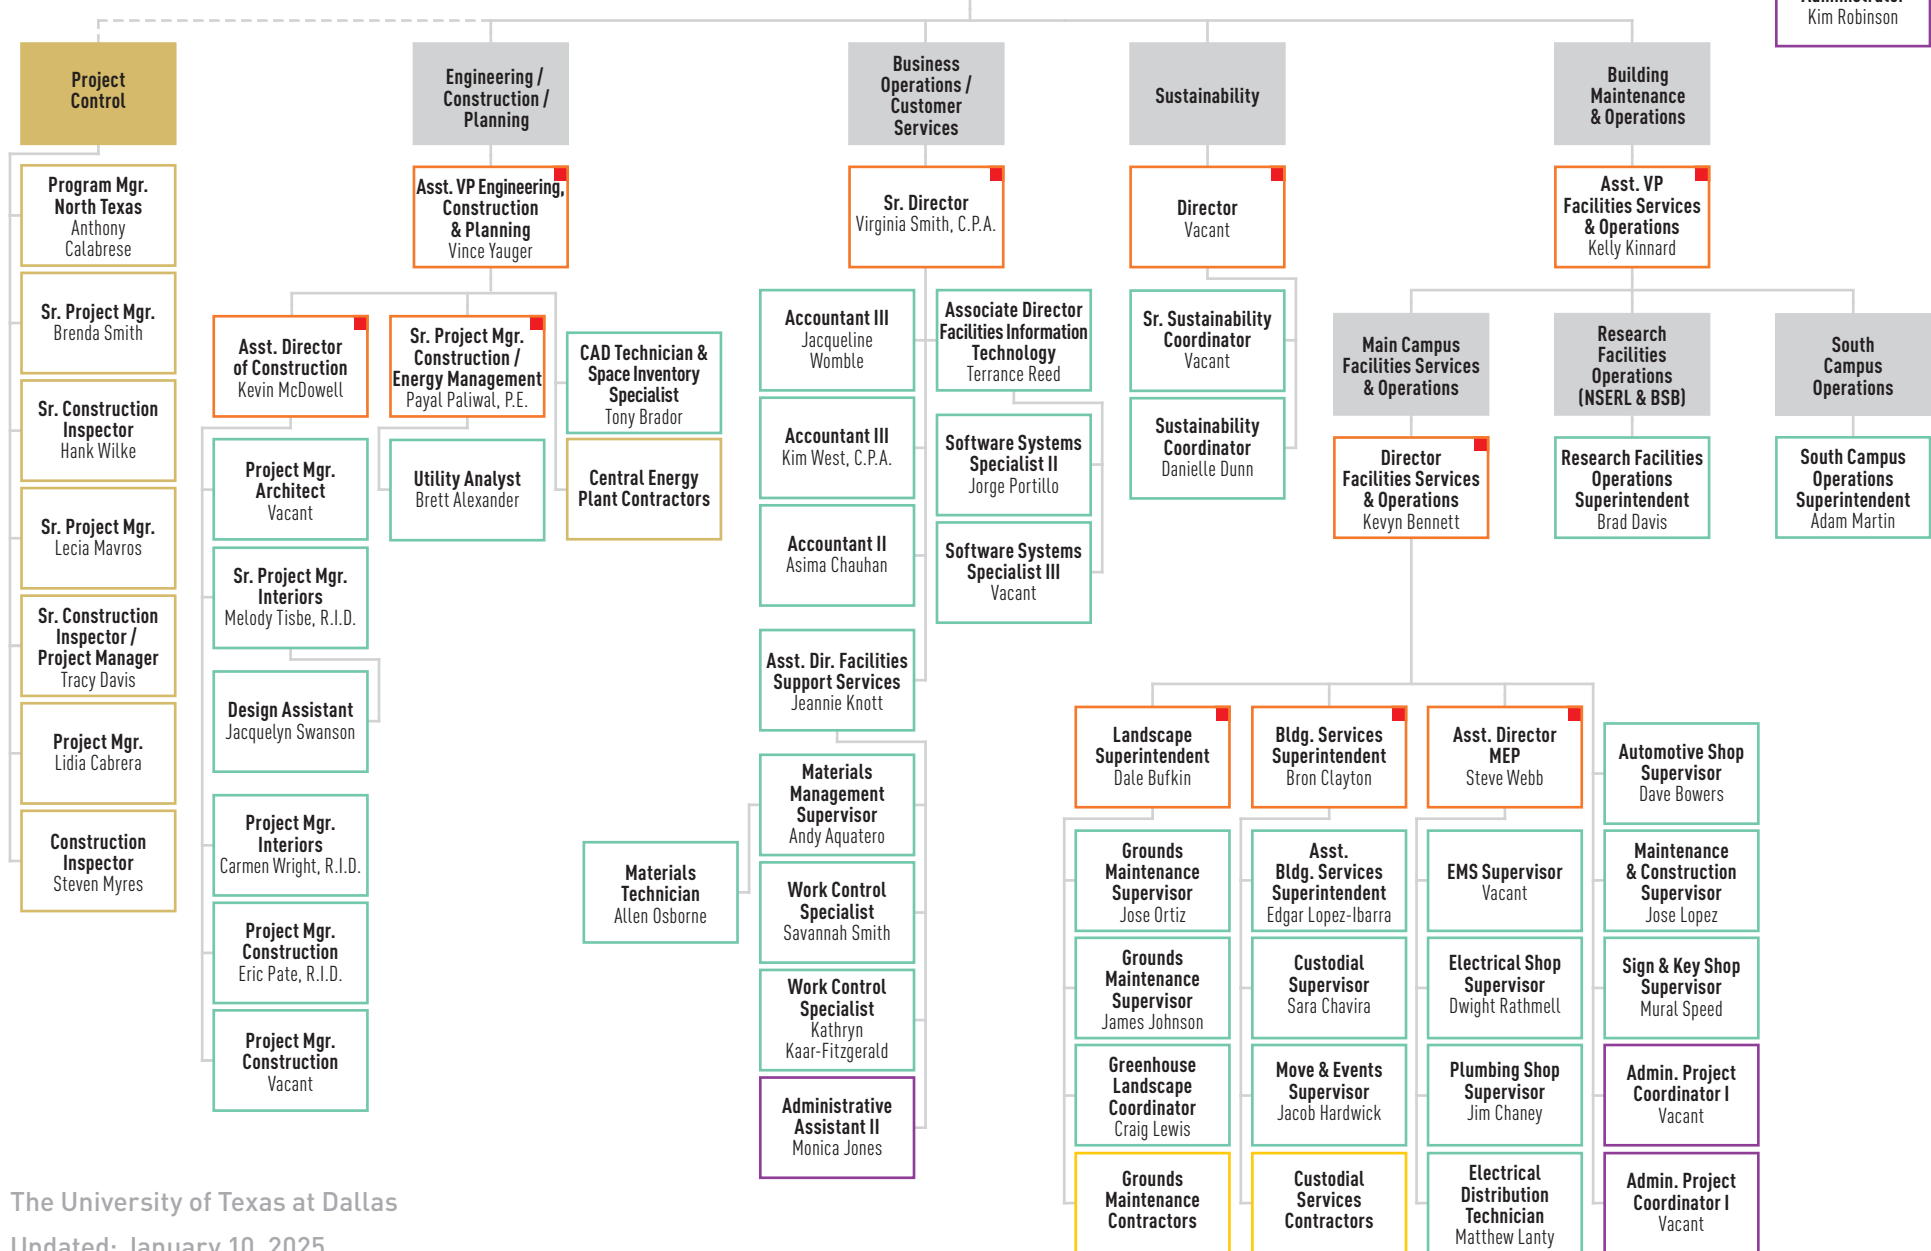 Kim Robinson
Project
Control
Engineering /
Construction /
Planning
Business
Operations /
Customer
Services
Sustainability
Building
Maintenance
& Operations
Program Mgr.
North Texas
Anthony
Calabrese
Sr. Project Mgr.
Brenda Smith
Sr. Construction
Inspector
Hank Wilke
Sr. Project Mgr.
Lecia Mavros
Sr. Construction
Inspector /
Project Manager
Tracy Davis
Project Mgr.
Lidia Cabrera
Construction
Inspector
Steven Myres
Asst. VP Engineering,
Construction
& Planning
Vince Yauger
Asst. Director
of Construction
Kevin McDowell
Project Mgr.
Architect
Vacant
Sr. Project Mgr.
Interiors
Melody Tisbe, R.I.D.
Design Assistant
Jacquelyn Swanson
Project Mgr.
Interiors
Carmen Wright, R.I.D.
Project Mgr.
Construction
Eric Pate, R.I.D.
Project Mgr.
Construction
Vacant
Sr. Project Mgr.
Construction /
Energy Management
Payal Paliwal, P.E.
Utility Analyst
Brett Alexander
CAD Technician &
Space Inventory
Specialist
Tony Brador
Central Energy
Plant Contractors
Sr. Director
Virginia Smith, C.P.A.
Accountant III
Jacqueline
Womble
Accountant III
Kim West, C.P.A.
Accountant II
Asima Chauhan
Asst. Dir. Facilities
Support Services
Jeannie Knott
Materials
Management
Supervisor
Andy Aquatero
Materials
Technician
Allen Osborne
Work Control
Specialist
Savannah Smith
Work Control
Specialist
Kathryn
Kaar-Fitzgerald
Administrative
Assistant II
Monica Jones
Associate Director
Facilities Information
Technology
Terrance Reed
Software Systems
Specialist II
Jorge Portillo
Software Systems
Specialist III
Vacant
Director
Vacant
Sr. Sustainability
Coordinator
Vacant
Sustainability
Coordinator
Danielle Dunn
Asst. VP
Facilities Services
& Operations
Kelly Kinnard
Main Campus
Facilities Services
& Operations
Research
Facilities
Operations
(NSERL & BSB)
South
Campus
Operations
Director
Facilities Services
& Operations
Kevyn Bennett
Research Facilities
Operations
Superintendent
Brad Davis
South Campus
Operations
Superintendent
Adam Martin
Landscape
Superintendent
Dale Bufkin
Grounds
Maintenance
Supervisor
Jose Ortiz
Grounds
Maintenance
Supervisor
James Johnson
Greenhouse
Landscape
Coordinator
Craig Lewis
Grounds
Maintenance
Contractors
Bldg. Services
Superintendent
Bron Clayton
Asst.
Bldg. Services
Superintendent
Edgar Lopez-Ibarra
Custodial
Supervisor
Sara Chavira
Move & Events
Supervisor
Jacob Hardwick
Custodial
Services
Contractors
Asst. Director
MEP
Steve Webb
EMS Supervisor
Vacant
Electrical Shop
Supervisor
Dwight Rathmell
Plumbing Shop
Supervisor
Jim Chaney
Electrical
Distribution
Technician
Matthew Lanty
Automotive Shop
Supervisor
Dave Bowers
Maintenance
& Construction
Supervisor
Jose Lopez
Sign & Key Shop
Supervisor
Mural Speed
Admin. Project
Coordinator I
Vacant
Admin. Project
Coordinator I
Vacant
The University of Texas at Dallas
Updated: January 10, 2025